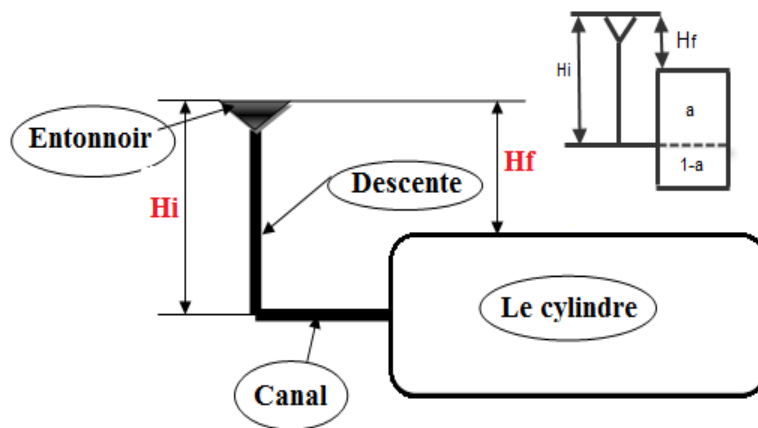 Hi
Hf
a
1-a
Entonnoir
Descente
Hf
Hi
Le cylindre
Canal